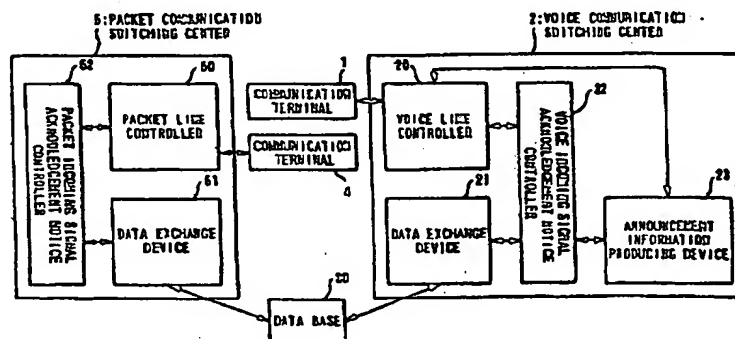 5:PACKET COMMUNICATION
SWITCHING CENTER
2:VOICE COMMUNICATION
SWITCHING CENTER
52
50
1
20
22
PACKET INCOMING SIGNAL
ACKNOWLEDGEMENT NOTICE
CONTROLLER
PACKET LINE
CONTROLLER
COMMUNICATION
TERMINAL
VOICE LINE
CONTROLLER
VOICE INCOMING SIGNAL
ACKNOWLEDGEMENT NOTICE
CONTROLLER
COMMUNICATION
TERMINAL
4
51
21
23
DATA EXCHANGE
DEVICE
DATA EXCHANGE
DEVICE
ANNOUNCEMENT
INFORMATION
PRODUCING DEVICE
DATA BASE